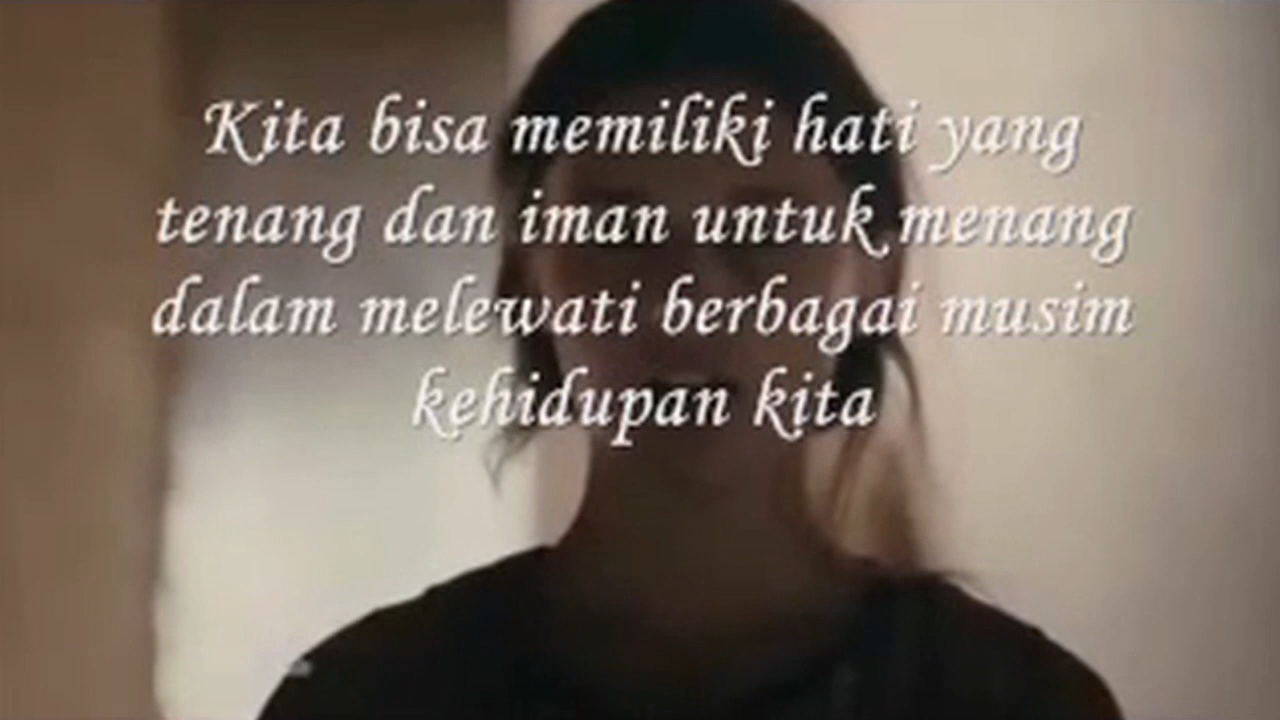 Kita bisa memiliki hati yang
tenang dan iman untuk menang
dalam melewati berbagai musim
kehidupan kita